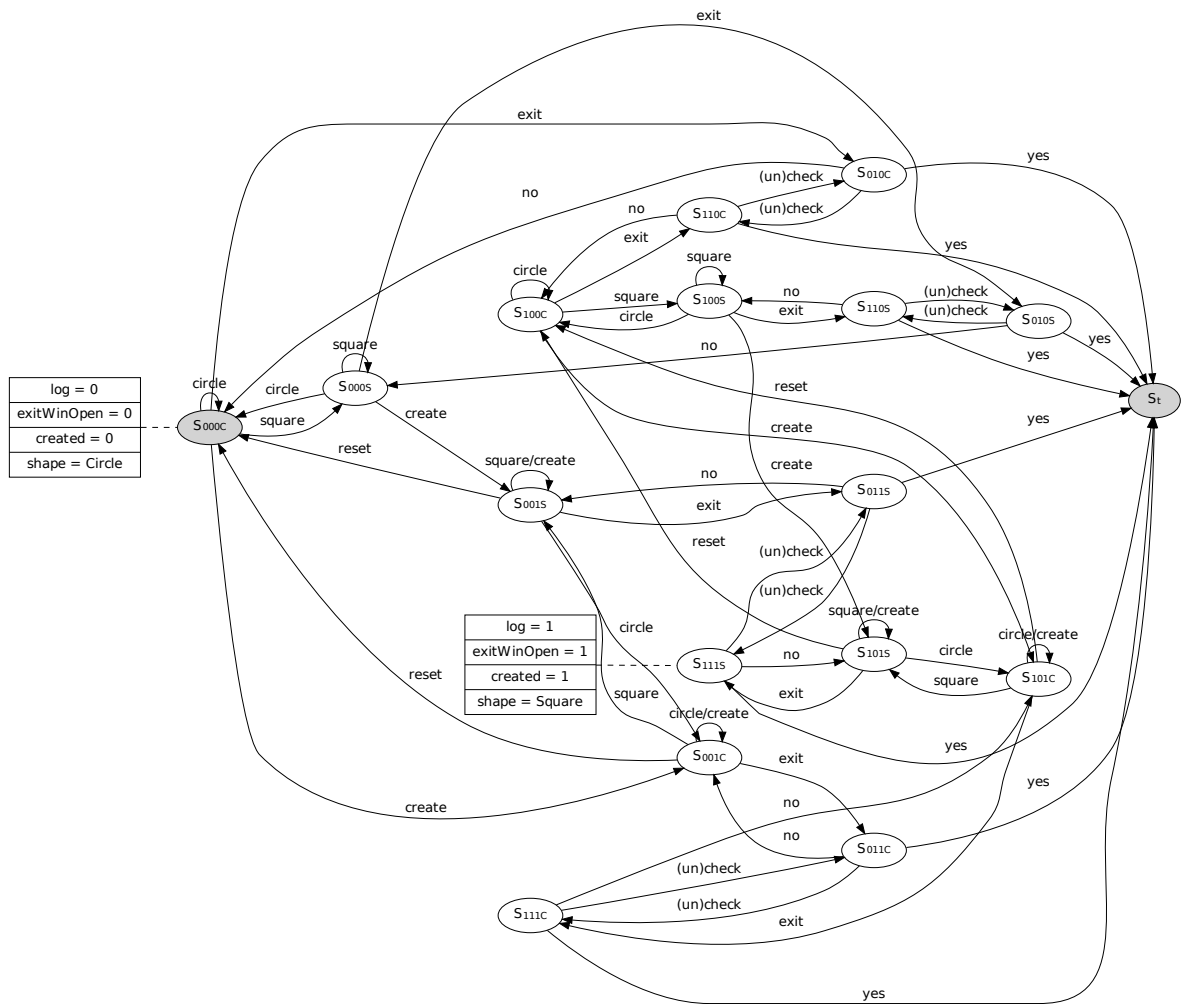 exit
exit
yes
S010C
(un)check
no
(un)check
no
S110C
exit
yes
square
circle
(un)check
no
square
S100S
S110S
S100C
(un)check
circle
exit
S010S
yes
no
square
yes
circle
reset
S000S
log = 0
St
circle
exitWinOpen = 0
create
square
S000C
yes
created = 0
create
reset
shape = Circle
square/create
create
no
S011S
S001S
exit
reset
(un)check
(un)check
square/create
log = 1
circle
circle/create
exitWinOpen = 1
circle
S101S
no
S111S
reset
created = 1
square
S101C
square
exit
shape = Square
circle/create
yes
S001C
exit
yes
create
no
no
S011C
(un)check
(un)check
S111C
exit
yes